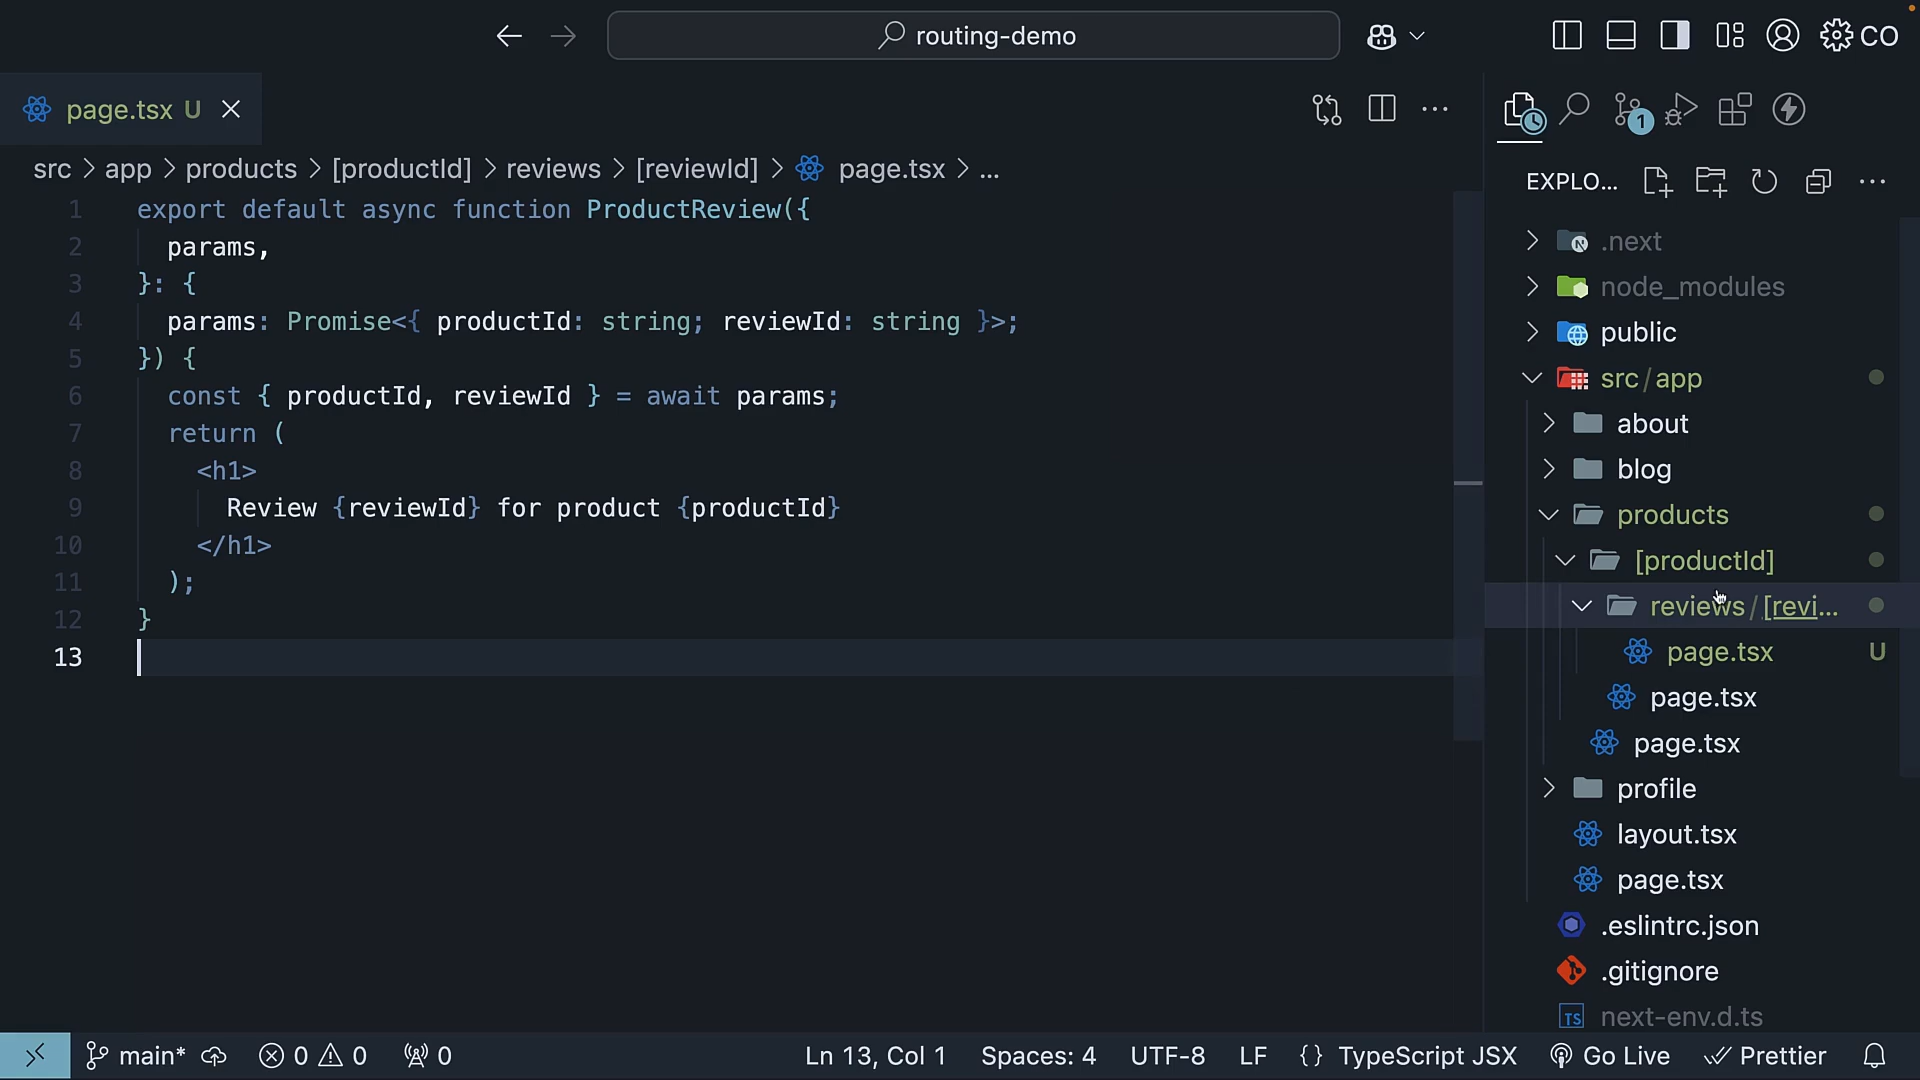 routing-demo
CO
page.tsx U
1
src > app > products > [productId] > reviews > [reviewId] > page.tsx > ...
EXPLO...
1 export default async function ProductReview({
2 params,
3 }: {
4 params: Promise<{ productId: string; reviewId: string }>;
5 }) {
6 const { productId, reviewId } = await params;
7 return (
8 <h1>
9 Review {reviewId} for product {productId}
10 </h1>
11 );
12 }
13
.next
node_modules
public
src/app
about
blog
products
[productId]
reviews/[revi...
page.tsx U
page.tsx
page.tsx
profile
layout.tsx
page.tsx
.eslintrc.json
.gitignore
TS next-env.d.ts
main* 0 0 0 Ln 13, Col 1 Spaces: 4 UTF-8 LF {} TypeScript JSX Go Live Prettier